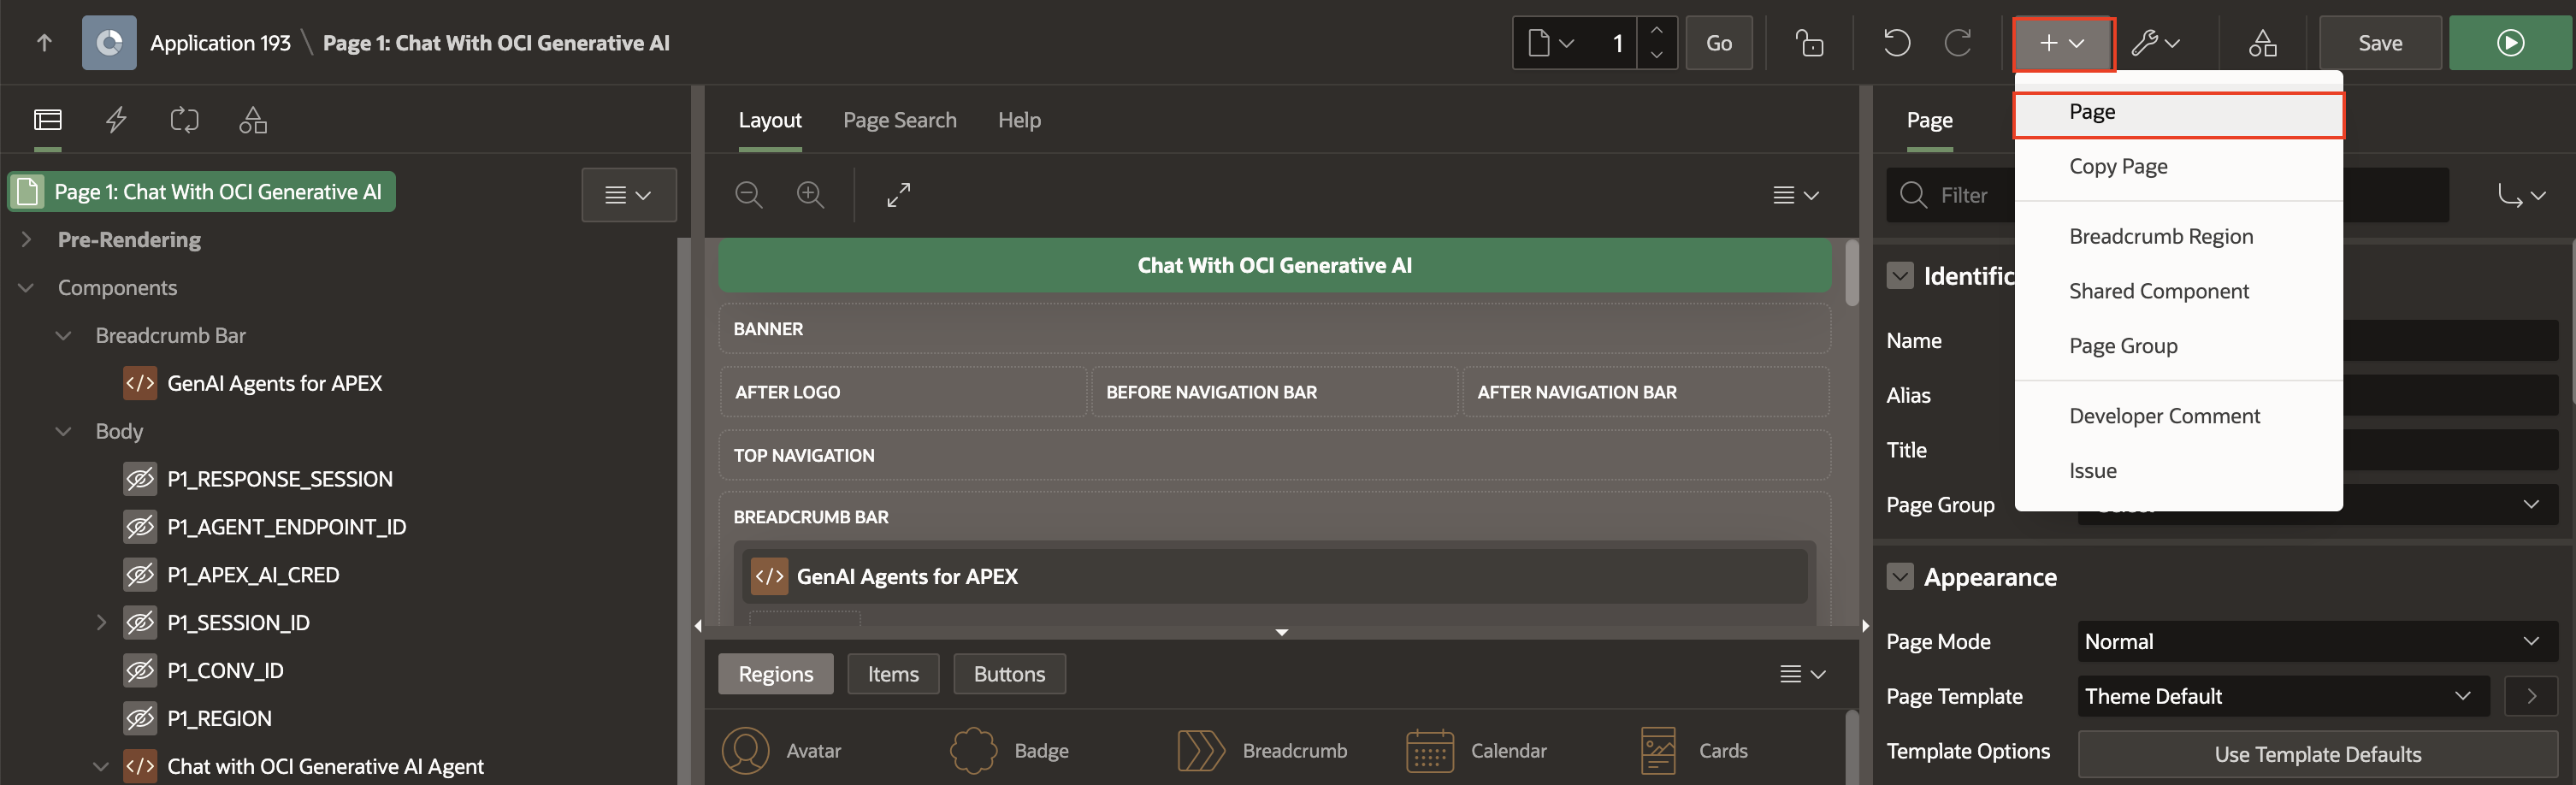 Application 193 \ Page 1: Chat With OCI Generative AI
1
Go
Save
Page
Copy Page
Breadcrumb Region
Shared Component
Page Group
Developer Comment
Issue
Page 1: Chat With OCI Generative AI
Pre-Rendering
Components
Breadcrumb Bar
</> GenAI Agents for APEX
Body
P1_RESPONSE_SESSION
P1_AGENT_ENDPOINT_ID
P1_APEX_AI_CRED
P1_SESSION_ID
P1_CONV_ID
P1_REGION
</> Chat with OCI Generative AI Agent
Layout Page Search Help
Chat With OCI Generative AI
BANNER
AFTER LOGO BEFORE NAVIGATION BAR AFTER NAVIGATION BAR
TOP NAVIGATION
BREADCRUMB BAR
</> GenAI Agents for APEX
Regions Items Buttons
Avatar Badge Breadcrumb Calendar Cards
Page
Filter
Identific
Name
Alias
Title
Page Group
Appearance
Page Mode Normal
Page Template Theme Default
Template Options Use Template Defaults